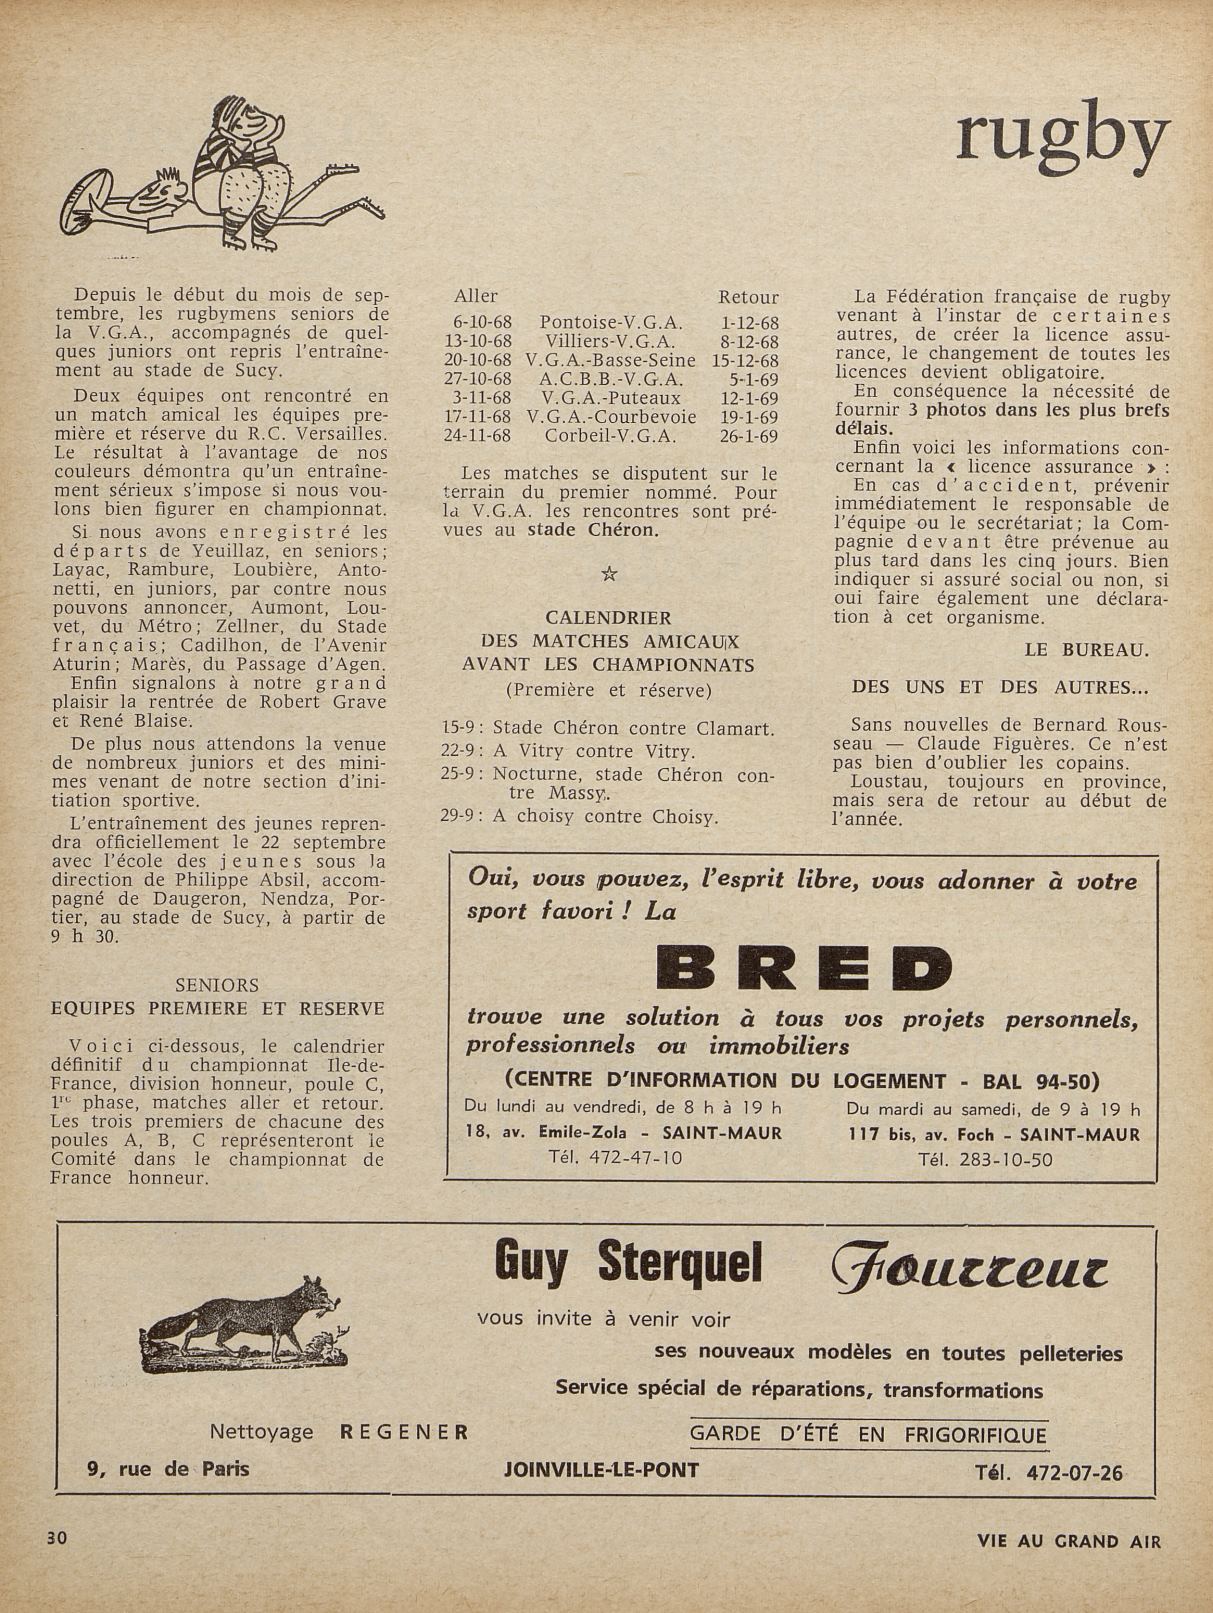 rugby
Depuis le début du mois de sep-
tembre, les rugbymens seniors de
la V.G.A., accompagnés de quel-
ques juniors ont repris l'entraîne-
ment au stade de Sucy.
Deux équipes ont rencontré en
un match amical les équipes pre-
mière et réserve du R.C. Versailles.
Le résultat à l'avantage de nos
couleurs démontra qu'un entraîne-
ment sérieux s'impose si nous vou-
lons bien figurer en championnat.
Si nous avons enregistré les
départs de Yeuillaz, en seniors;
Layac, Rambure, Loubière, Anto-
netti, en juniors, par contre nous
pouvons annoncer, Aumont, Lou-
vet, du Métro; Zellner, du Stade
français; Cadilhon, de l'Avenir
Aturin; Marès, du Passage d'Agen.
Enfin signalons à notre grand
plaisir la rentrée de Robert Grave
et René Blaise.
De plus nous attendons la venue
de nombreux juniors et des mini-
mes venant de notre section d'ini-
tiation sportive.
L'entraînement des jeunes repren-
dra officiellement le 22 septembre
avec l'école des jeunes sous la
direction de Philippe Absil, accom-
pagné de Daugeron, Nendza, Por-
tier, au stade de Sucy, à partir de
9 h 30.
SENIORS
EQUIPES PREMIERE ET RESERVE
Voici ci-dessous, le calendrier
définitif du championnat Ile-de-
France, division honneur, poule C,
1re phase, matches aller et retour.
Les trois premiers de chacune des
poules A, B, C représenteront le
Comité dans le championnat de
France honneur.
Aller Retour
6-10-68 Pontoise-V.G.A. 1-12-68
13-10-68 Villiers-V.G.A. 8-12-68
20-10-68 V.G.A.-Basse-Seine 15-12-68
27-10-68 A.C.B.B.-V.G.A. 5-1-69
3-11-68 V.G.A.-Puteaux 12-1-69
17-11-68 V.G.A.-Courbevoie 19-1-69
24-11-68 Corbeil-V.G.A. 26-1-69
Les matches se disputent sur le
terrain du premier nommé. Pour
la V.G.A. les rencontres sont pré-
vues au stade Chéron.
☆
CALENDRIER
DES MATCHES AMICAUX
AVANT LES CHAMPIONNATS
(Première et réserve)
15-9: Stade Chéron contre Clamart.
22-9: A Vitry contre Vitry.
25-9: Nocturne, stade Chéron con-
tre Massy.
29-9: A choisy contre Choisy.
La Fédération française de rugby
venant à l'instar de certaines
autres, de créer la licence assu-
rance, le changement de toutes les
licences devient obligatoire.
En conséquence la nécessité de
fournir 3 photos dans les plus brefs
délais.
Enfin voici les informations con-
cernant la « licence assurance » :
En cas d'accident, prévenir
immédiatement le responsable de
l'équipe ou le secrétariat; la Com-
pagnie devant être prévenue au
plus tard dans les cinq jours. Bien
indiquer si assuré social ou non, si
oui faire également une déclara-
tion à cet organisme.
LE BUREAU.
DES UNS ET DES AUTRES...
Sans nouvelles de Bernard Rous-
seau — Claude Figuères. Ce n'est
pas bien d'oublier les copains.
Loustau, toujours en province,
mais sera de retour au début de
l'année.
Oui, vous pouvez, l'esprit libre, vous adonner à votre
sport favori ! La
BRED
trouve une solution à tous vos projets personnels,
professionnels ou immobiliers
(CENTRE D'INFORMATION DU LOGEMENT - BAL 94-50)
Du lundi au vendredi, de 8 h à 19 h Du mardi au samedi, de 9 à 19 h
18, av. Emile-Zola - SAINT-MAUR 117 bis, av. Foch - SAINT-MAUR
Tél. 472-47-10 Tél. 283-10-50
Guy Sterquel Fourreur
vous invite à venir voir
ses nouveaux modèles en toutes pelleteries
Service spécial de réparations, transformations
Nettoyage REGENER GARDE D'ÉTÉ EN FRIGORIFIQUE
9, rue de Paris JOINVILLE-LE-PONT Tél. 472-07-26
30 VIE AU GRAND AIR